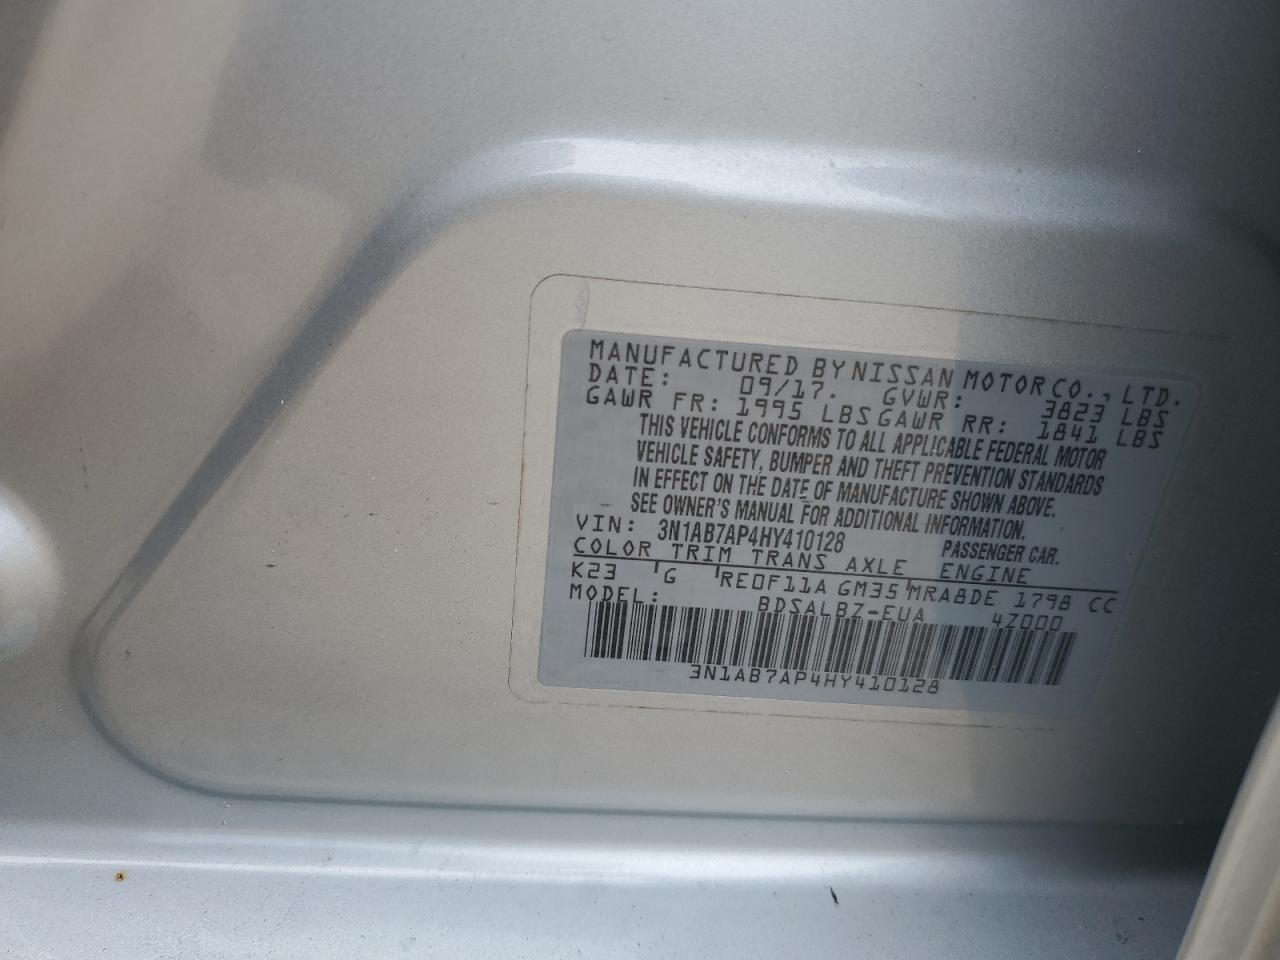 MANUFACTURED BY NISSAN MOTOR CO., LTD.
DATE: 09/17. GVWR: 3823 LBS
GAWR FR: 1995 LBS GAWR RR: 1841 LBS
THIS VEHICLE CONFORMS TO ALL APPLICABLE FEDERAL MOTOR
VEHICLE SAFETY, BUMPER AND THEFT PREVENTION STANDARDS
IN EFFECT ON THE DATE OF MANUFACTURE SHOWN ABOVE.
SEE OWNER'S MANUAL FOR ADDITIONAL INFORMATION.
VIN: 3N1AB7AP4HY410128 PASSENGER CAR.
COLOR TRIM TRANS AXLE ENGINE
K23 G RE0F11A GM35 MRA8DE 1798 CC
MODEL: BDSALBZ-EUA 4Z000
3N1AB7AP4HY410128